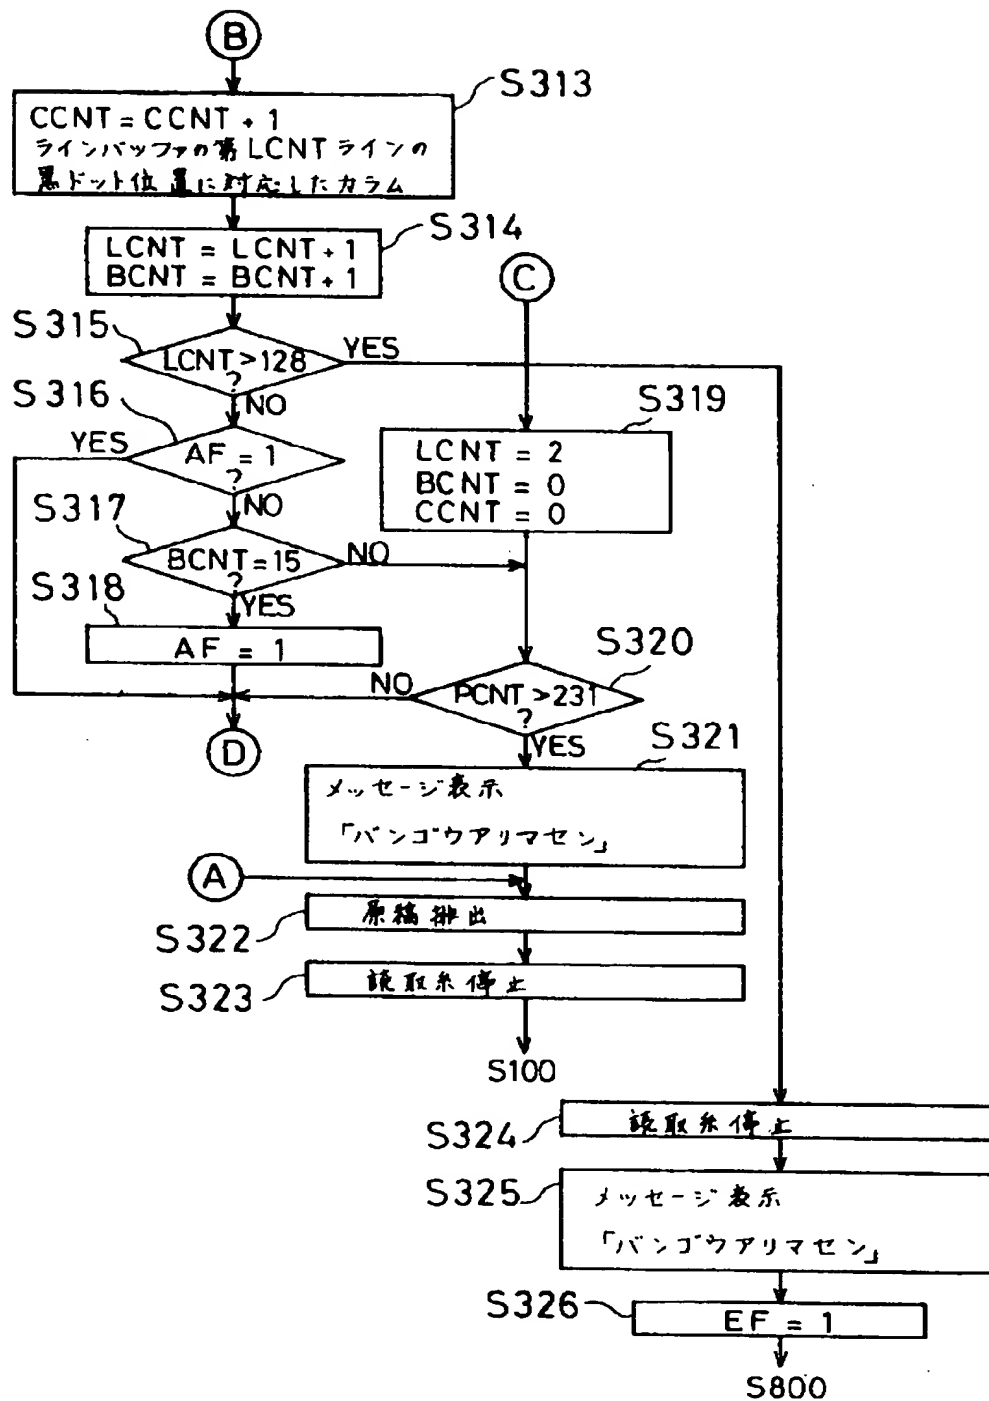 B
S313
CCNT = CCNT + 1
ラインバッファの第LCNTラインの
黒ドット位置に対応したカラム
S314
LCNT = LCNT + 1
BCNT = BCNT + 1
C
S315
LCNT > 128
?
YES
NO
S316
AF = 1
?
YES
NO
S319
LCNT = 2
BCNT = 0
CCNT = 0
S317
BCNT = 15
?
NO
YES
S318
AF = 1
S320
PCNT > 231
?
NO
YES
D
S321
メッセージ表示
「バンゴウアリマセン」
A
S322
原稿排出
S323
読取系停止
S100
S324
読取系停止
S325
メッセージ表示
「バンゴウアリマセン」
S326
EF = 1
S800